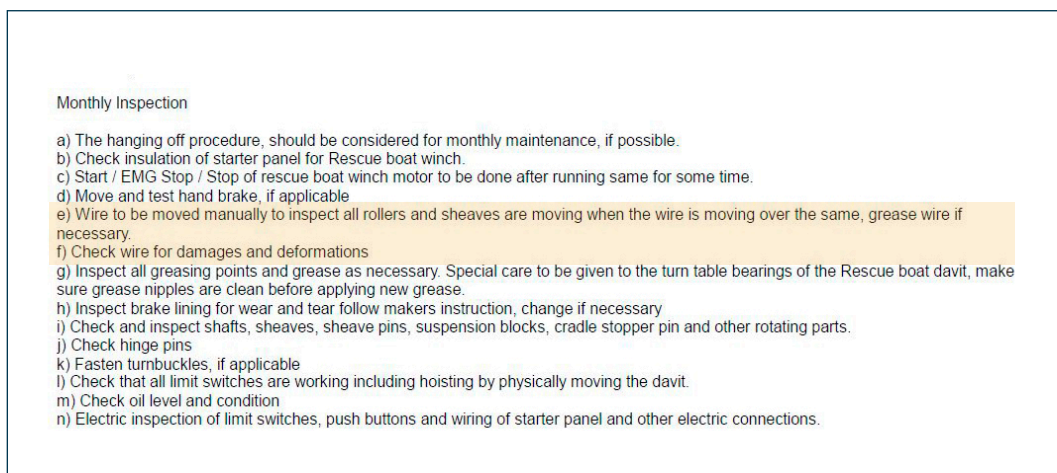 Monthly Inspection
a) The hanging off procedure, should be considered for monthly maintenance, if possible.
b) Check insulation of starter panel for Rescue boat winch.
c) Start / EMG Stop / Stop of rescue boat winch motor to be done after running same for some time.
d) Move and test hand brake, if applicable
e) Wire to be moved manually to inspect all rollers and sheaves are moving when the wire is moving over the same, grease wire if
necessary.
f) Check wire for damages and deformations
g) Inspect all greasing points and grease as necessary. Special care to be given to the turn table bearings of the Rescue boat davit, make
sure grease nipples are clean before applying new grease.
h) Inspect brake lining for wear and tear follow makers instruction, change if necessary
i) Check and inspect shafts, sheaves, sheave pins, suspension blocks, cradle stopper pin and other rotating parts.
j) Check hinge pins
k) Fasten turnbuckles, if applicable
l) Check that all limit switches are working including hoisting by physically moving the davit.
m) Check oil level and condition
n) Electric inspection of limit switches, push buttons and wiring of starter panel and other electric connections.